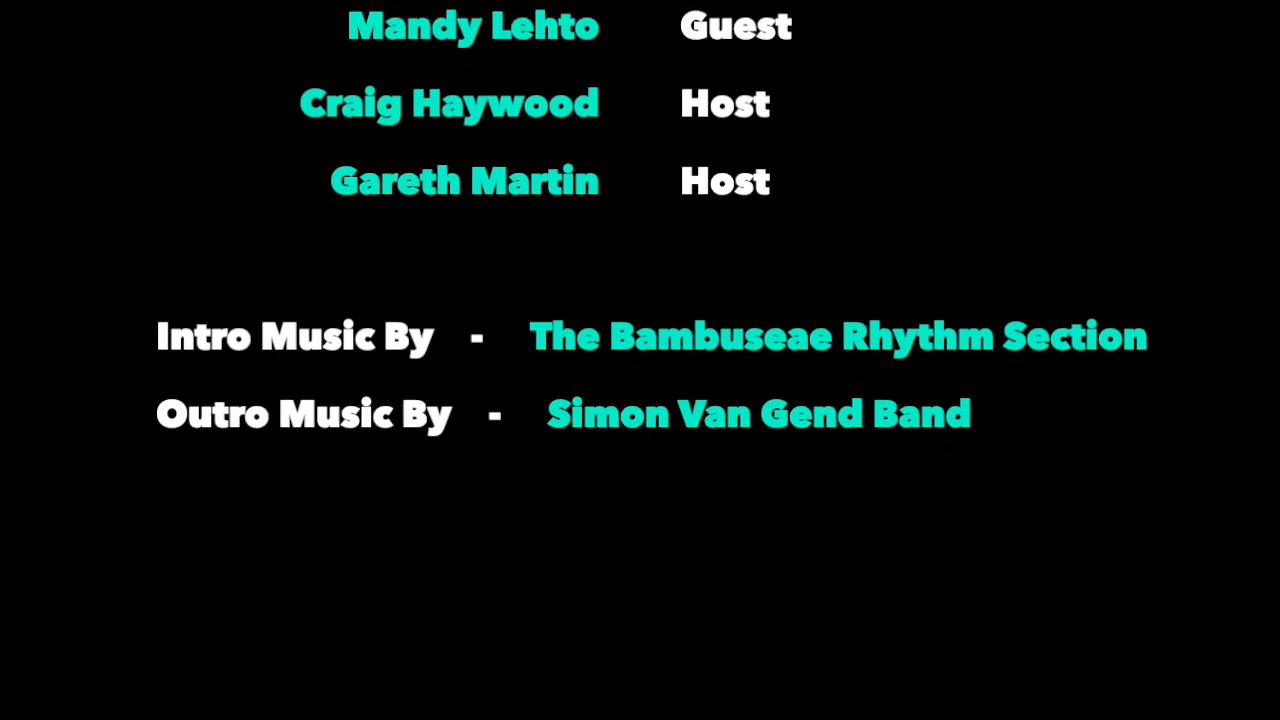 Mandy Lehto Guest
Craig Haywood Host
Gareth Martin Host
Intro Music By - The Bambuseae Rhythm Section
Outro Music By - Simon Van Gend Band